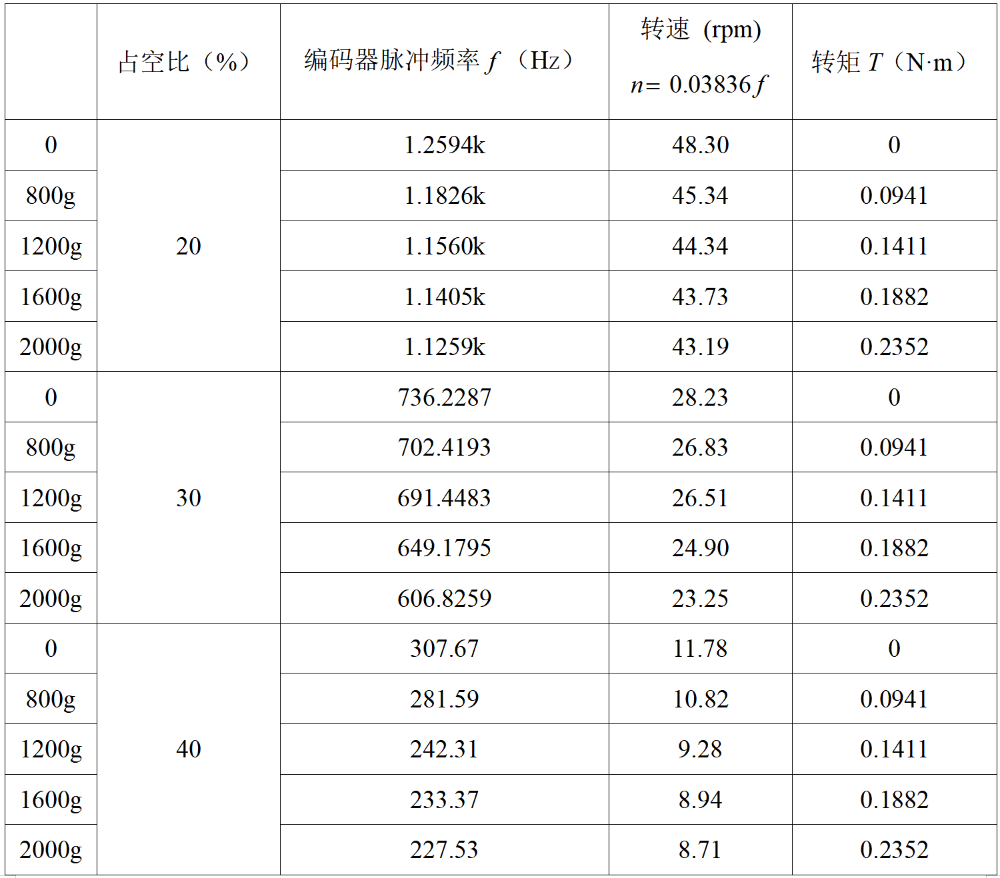 占空比（%） 编码器脉冲频率 f （Hz） 转速 (rpm) 转矩 T（N·m）
n= 0.03836 f
0 20 1.2594k 48.30 0
800g 1.1826k 45.34 0.0941
1200g 1.1560k 44.34 0.1411
1600g 1.1405k 43.73 0.1882
2000g 1.1259k 43.19 0.2352
0 30 736.2287 28.23 0
800g 702.4193 26.83 0.0941
1200g 691.4483 26.51 0.1411
1600g 649.1795 24.90 0.1882
2000g 606.8259 23.25 0.2352
0 40 307.67 11.78 0
800g 281.59 10.82 0.0941
1200g 242.31 9.28 0.1411
1600g 233.37 8.94 0.1882
2000g 227.53 8.71 0.2352